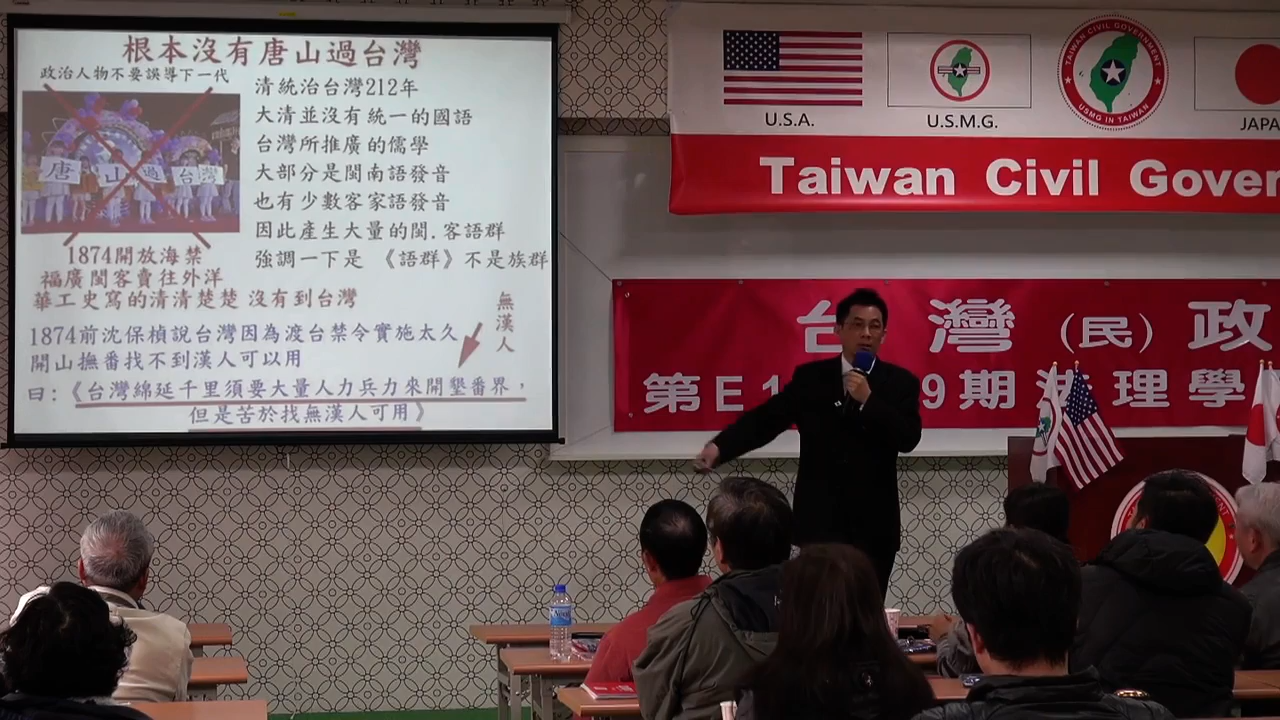 根本沒有唐山過台灣
政治人物不要誤導下一代
唐山過台灣
1874開放海禁
福廣閩客賣往外洋
華工史寫的清清楚楚 沒有到台灣
清統治台灣212年
大清並沒有統一的國語
台灣所推廣的儒學
大部分是閩南語發音
也有少數客家語發音
因此產生大量的閩.客語群
強調一下是 《語群》不是族群
無漢人
1874前沈保楨說台灣因為渡台禁令實施太久
開山撫番找不到漢人可以用
曰:《台灣綿延千里須要大量人力兵力來開墾番界,
但是苦於找無漢人可用》
TAIWAN CIVIL GOVERNMENT
USMG IN TAIWAN
U.S.A.
U.S.M.G.
JAPA
Taiwan Civil Gover
台灣(民)政
第E1 9期法理學